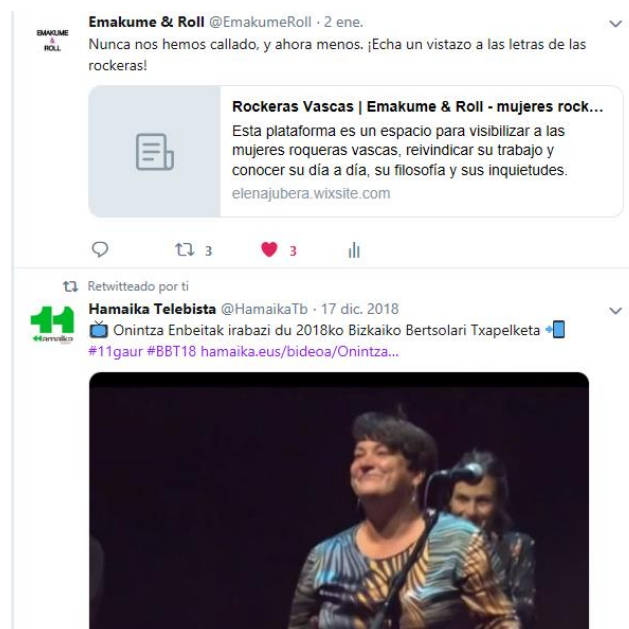 EMAKUME
&
ROLL
Emakume & Roll @EmakumeRoll · 2 ene.
Nunca nos hemos callado, y ahora menos. ¡Echa un vistazo a las letras de las
rockeras!
Rockeras Vascas | Emakume & Roll - mujeres rock...
Esta plataforma es un espacio para visibilizar a las
mujeres roqueras vascas, reivindicar su trabajo y
conocer su día a día, su filosofía y sus inquietudes.
elenajubera.wixsite.com
3 3
Retwitteado por ti
11
Hamaika
Hamaika Telebista @HamaikaTb · 17 dic. 2018
Onintza Enbeitak irabazi du 2018ko Bizkaiko Bertsolari Txapelketa
#11gaur #BBT18 hamaika.eus/bideoa/Onintza...